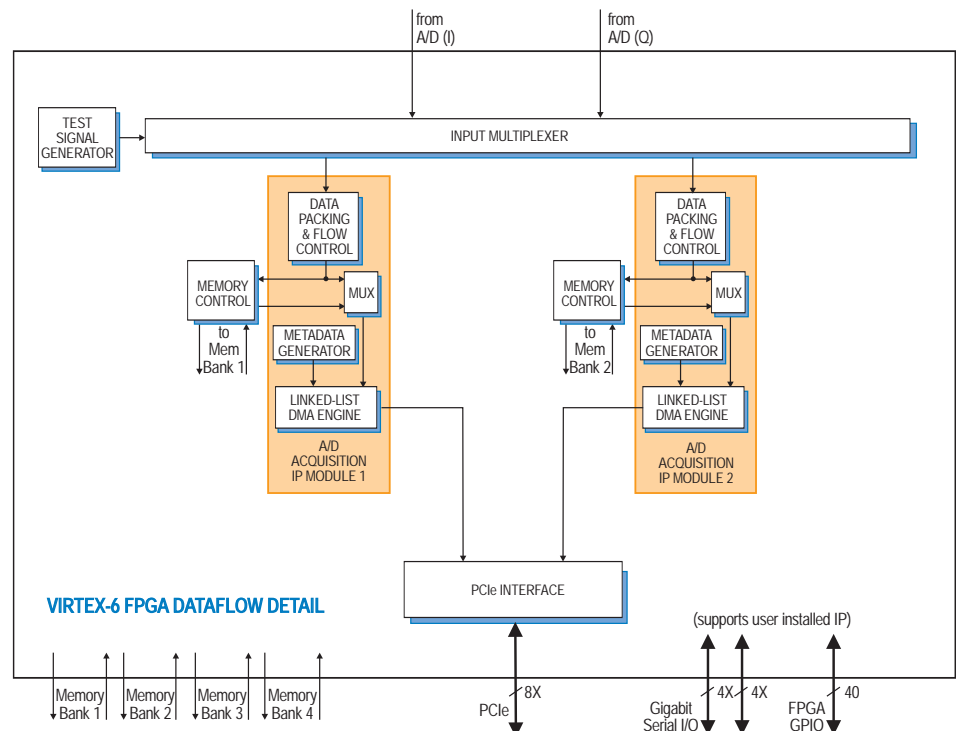 from
A/D (I)
from
A/D (Q)
TEST
SIGNAL
GENERATOR
INPUT MULTIPLEXER
DATA
PACKING
& FLOW
CONTROL
MEMORY
CONTROL
MUX
to
Mem
Bank 1
METADATA
GENERATOR
LINKED-LIST
DMA ENGINE
A/D
ACQUISITION
IP MODULE 1
DATA
PACKING
& FLOW
CONTROL
MEMORY
CONTROL
MUX
to
Mem
Bank 2
METADATA
GENERATOR
LINKED-LIST
DMA ENGINE
A/D
ACQUISITION
IP MODULE 2
PCIe INTERFACE
VIRTEX-6 FPGA DATAFLOW DETAIL
(supports user installed IP)
Memory
Bank 1
Memory
Bank 2
Memory
Bank 3
Memory
Bank 4
8X
PCIe
4X
4X
Gigabit
Serial I/O
40
FPGA
GPIO